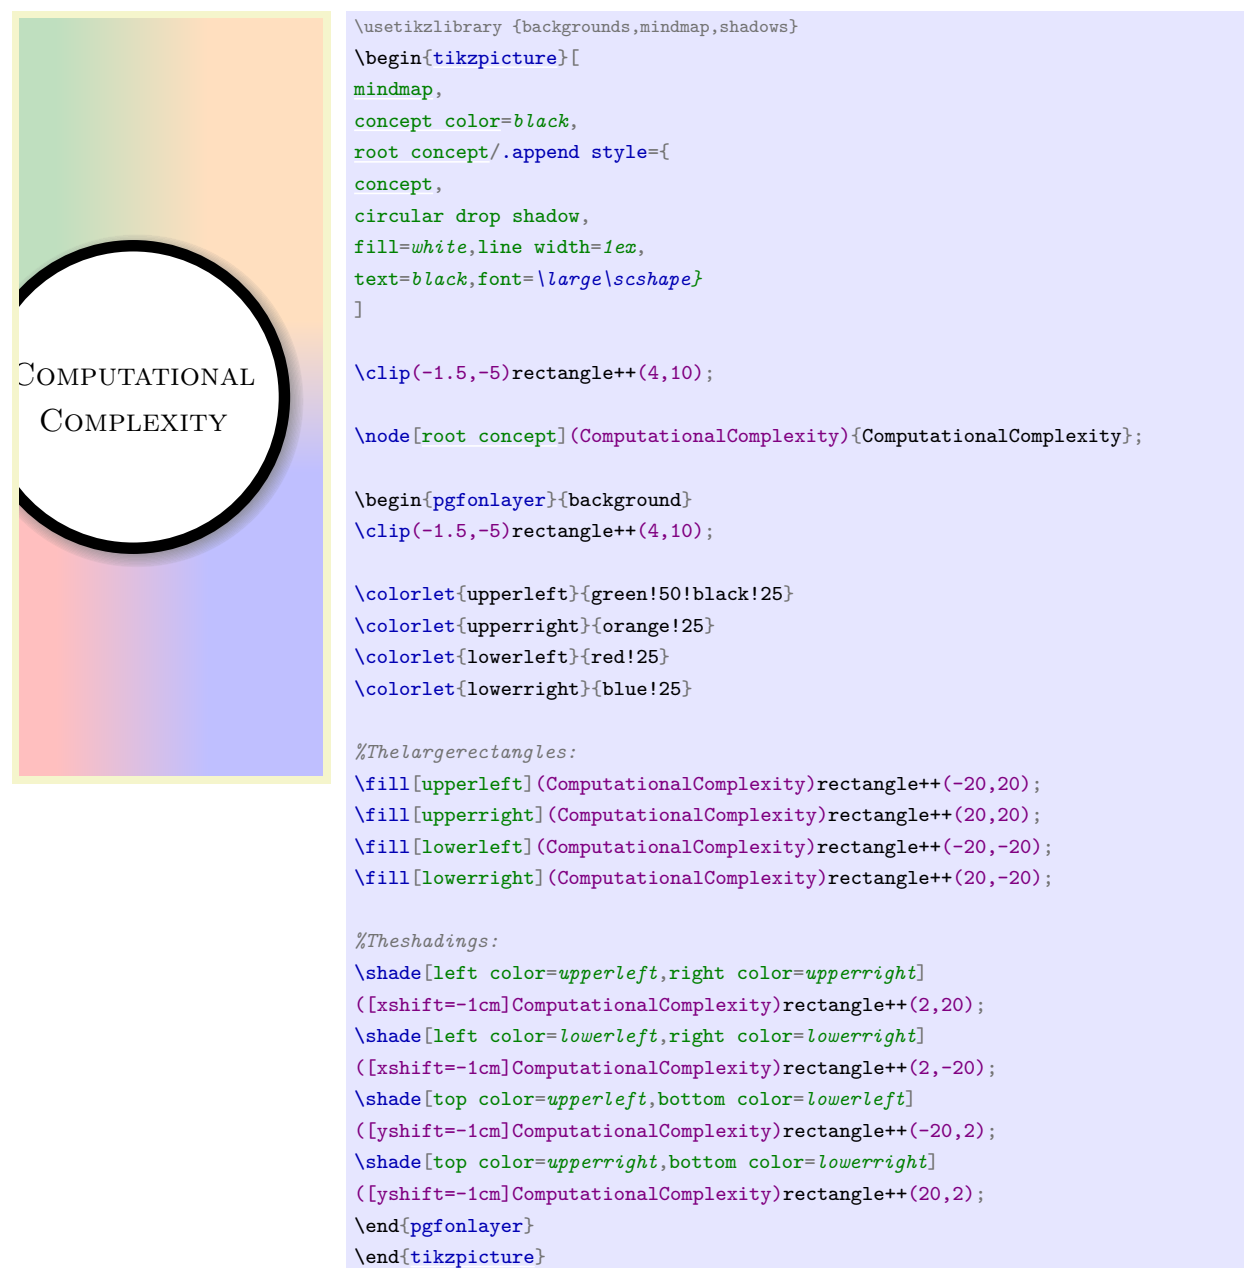 COMPUTATIONAL
COMPLEXITY
\usetikzlibrary {backgrounds,mindmap,shadows}
\begin{tikzpicture}[
mindmap,
concept color=black,
root concept/.append style={
concept,
circular drop shadow,
fill=white,line width=1ex,
text=black,font=\large\scshape}
]
\clip(-1.5,-5)rectangle++(4,10);
\node[root concept](ComputationalComplexity){ComputationalComplexity};
\begin{pgfonlayer}{background}
\clip(-1.5,-5)rectangle++(4,10);
\colorlet{upperleft}{green!50!black!25}
\colorlet{upperright}{orange!25}
\colorlet{lowerleft}{red!25}
\colorlet{lowerright}{blue!25}
%Thelargerectangles:
\fill[upperleft](ComputationalComplexity)rectangle++(-20,20);
\fill[upperright](ComputationalComplexity)rectangle++(20,20);
\fill[lowerleft](ComputationalComplexity)rectangle++(-20,-20);
\fill[lowerright](ComputationalComplexity)rectangle++(20,-20);
%Theshadings:
\shade[left color=upperleft,right color=upperright]
([xshift=-1cm]ComputationalComplexity)rectangle++(2,20);
\shade[left color=lowerleft,right color=lowerright]
([xshift=-1cm]ComputationalComplexity)rectangle++(2,-20);
\shade[top color=upperleft,bottom color=lowerleft]
([yshift=-1cm]ComputationalComplexity)rectangle++(-20,2);
\shade[top color=upperright,bottom color=lowerright]
([yshift=-1cm]ComputationalComplexity)rectangle++(20,2);
\end{pgfonlayer}
\end{tikzpicture}